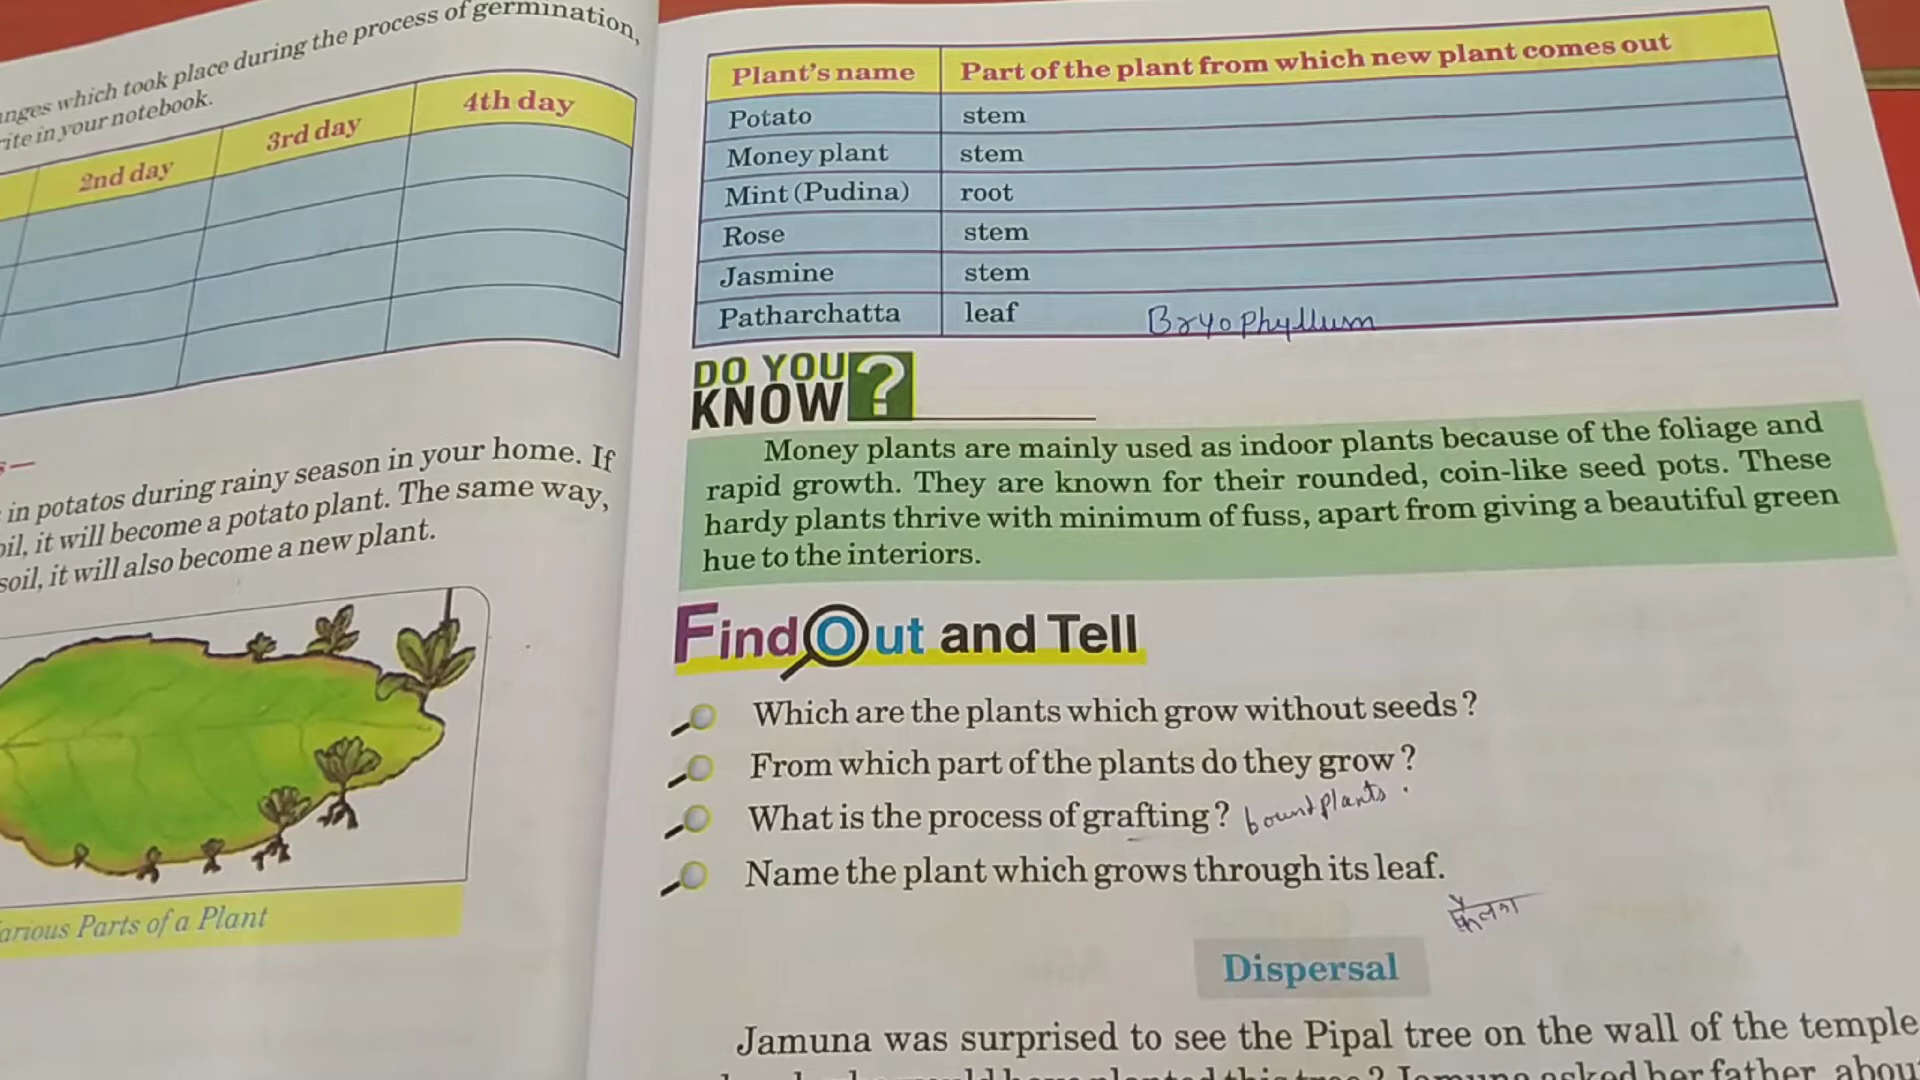 took place during the process of germination,
rite in your notebook.
2nd day 3rd day 4th day
in potatos during rainy season in your home. If
oil, it will become a potato plant. The same way,
soil, it will also become a new plant.
arious Parts of a Plant
Plant's name Part of the plant from which new plant comes out
Potato stem
Money plant stem
Mint (Pudina) root
Rose stem
Jasmine stem
Patharchatta leaf Bryophyllum
DO YOU
KNOW ?
Money plants are mainly used as indoor plants because of the foliage and
rapid growth. They are known for their rounded, coin-like seed pots. These
hardy plants thrive with minimum of fuss, apart from giving a beautiful green
hue to the interiors.
Find Out and Tell
Which are the plants which grow without seeds?
From which part of the plants do they grow?
What is the process of grafting? plants.
Name the plant which grows through its leaf.
Dispersal
Jamuna was surprised to see the Pipal tree on the wall of the temple
this tree? Jamuna asked her father, abou